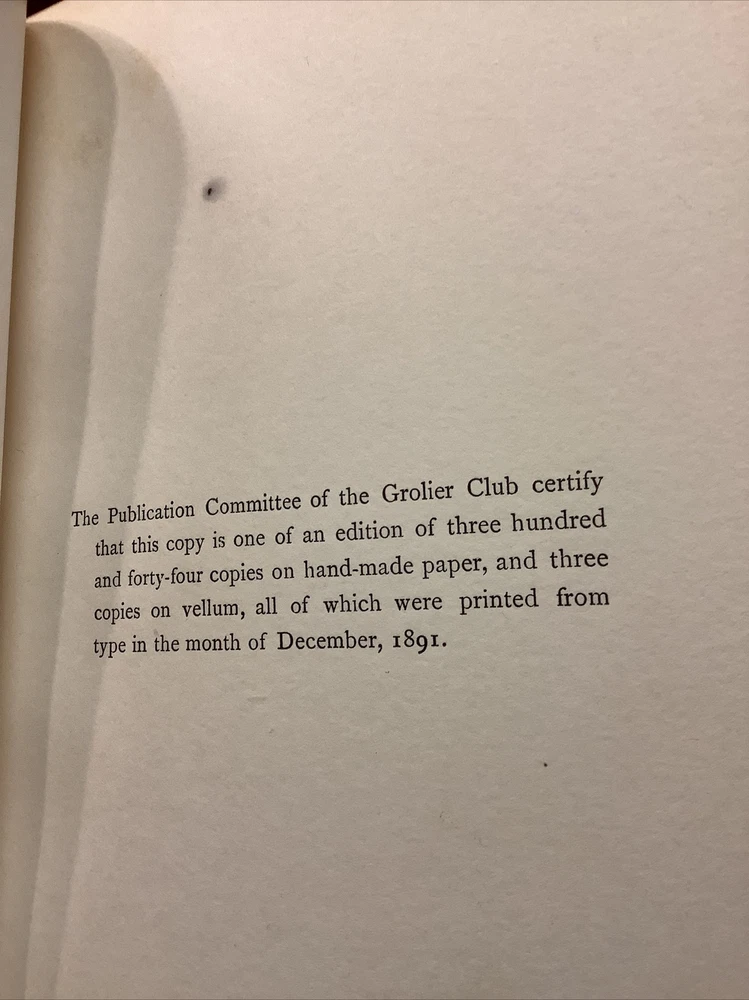 The Publication Committee of the Grolier Club certify
that this copy is one of an edition of three hundred
and forty-four copies on hand-made paper, and three
copies on vellum, all of which were printed from
type in the month of December, 1891.